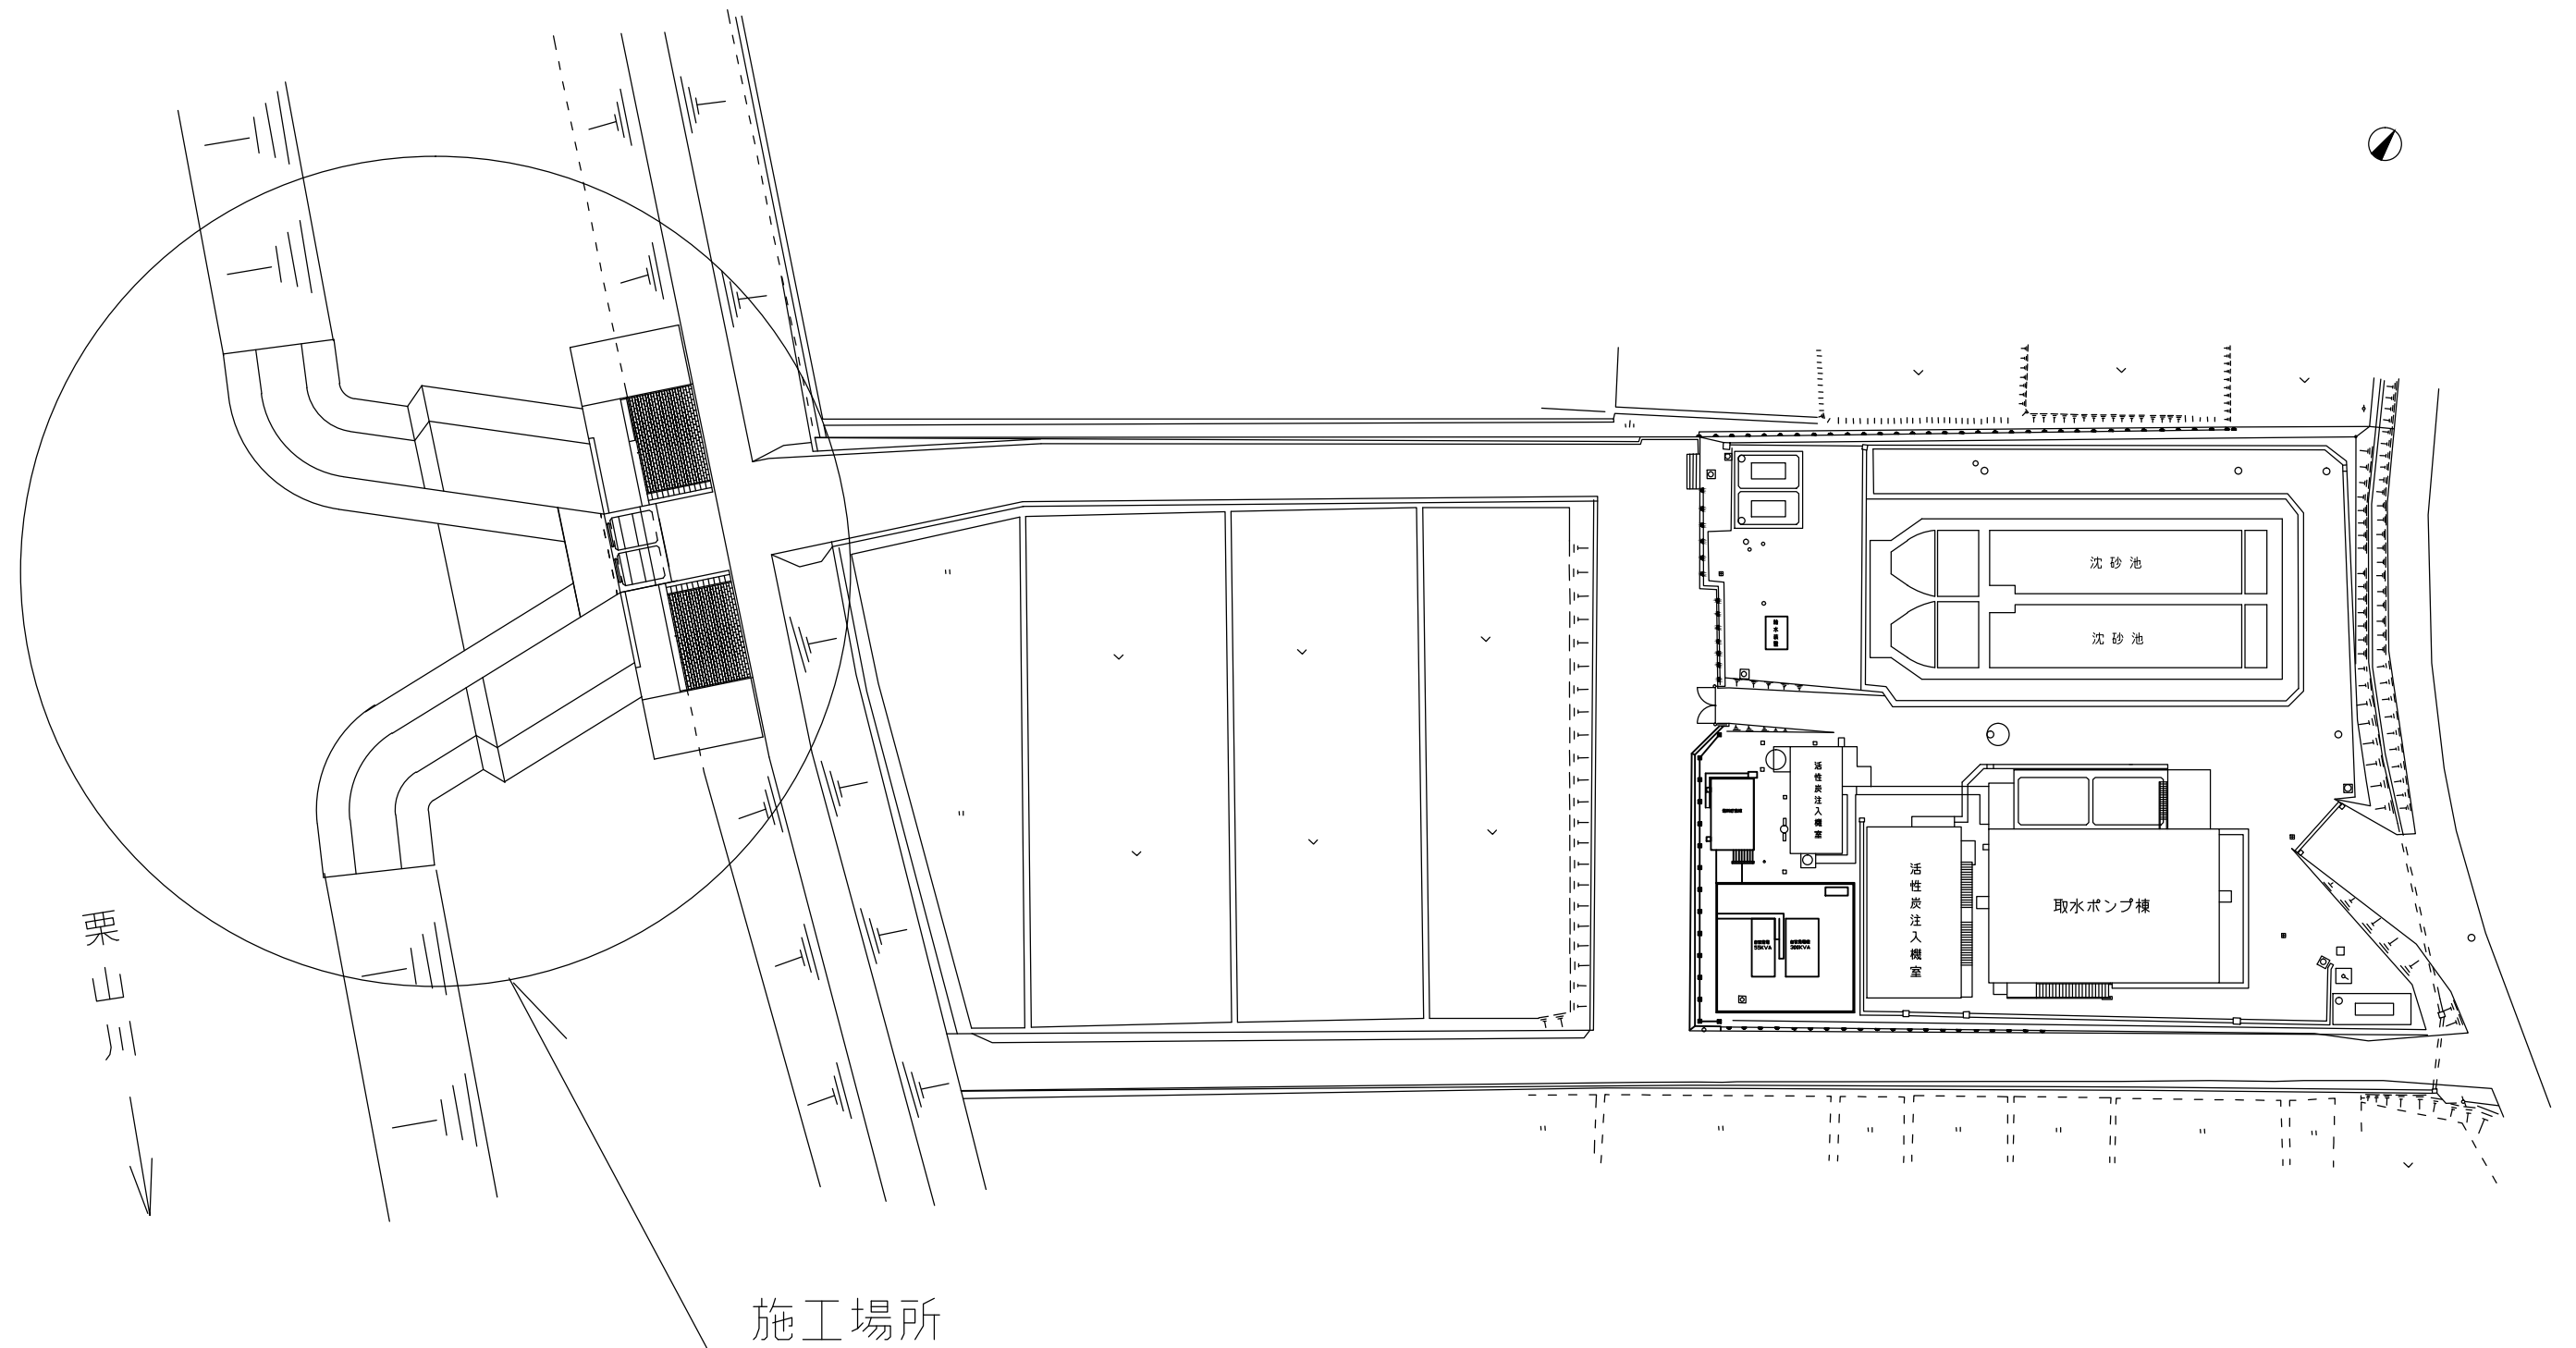 沈砂池
沈砂池
活性炭注入機室
活性炭注入機室
取水ポンプ棟
栗山川
施工場所